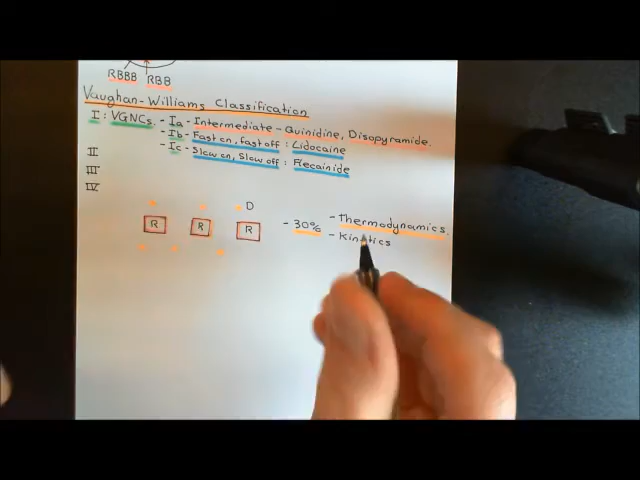 RBBB RBB
Vaughan-Williams Classification
I: VGNCs - Ia - Intermediate - Quinidine, Disopyramide.
- Ib - Fast on, fast off: Lidocaine
- Ic - Slow on, Slow off: Flecainide
II
III
IV
D
R R R - 30% - Thermodynamics.
- Kinetics